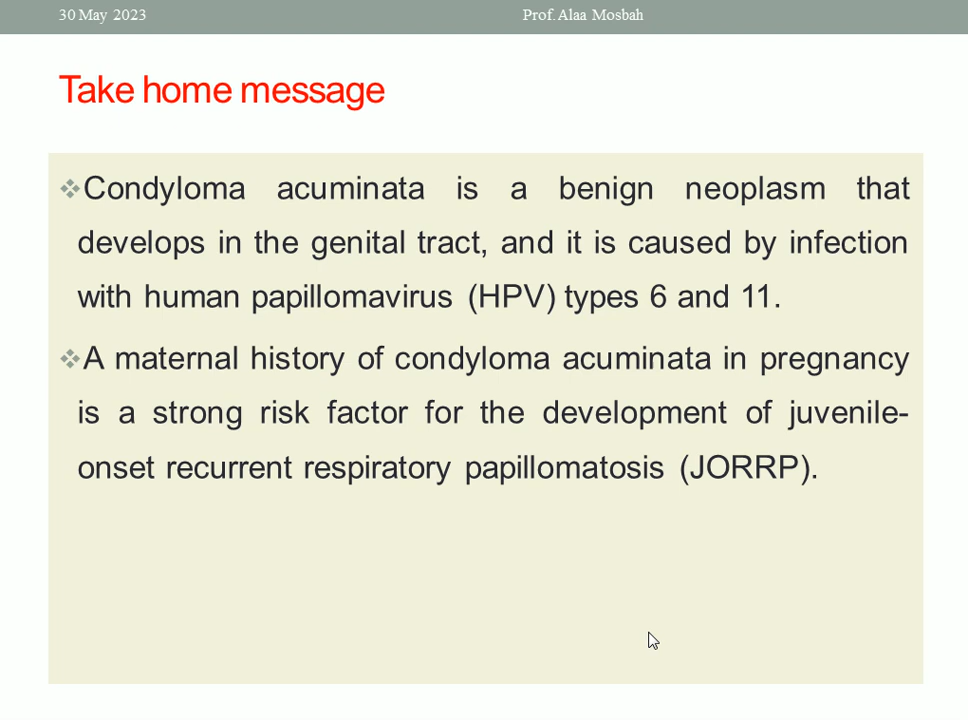 30 May 2023 Prof. Alaa Mosbah
Take home message
❖Condyloma acuminata is a benign neoplasm that
develops in the genital tract, and it is caused by infection
with human papillomavirus (HPV) types 6 and 11.
❖A maternal history of condyloma acuminata in pregnancy
is a strong risk factor for the development of juvenile-
onset recurrent respiratory papillomatosis (JORRP).